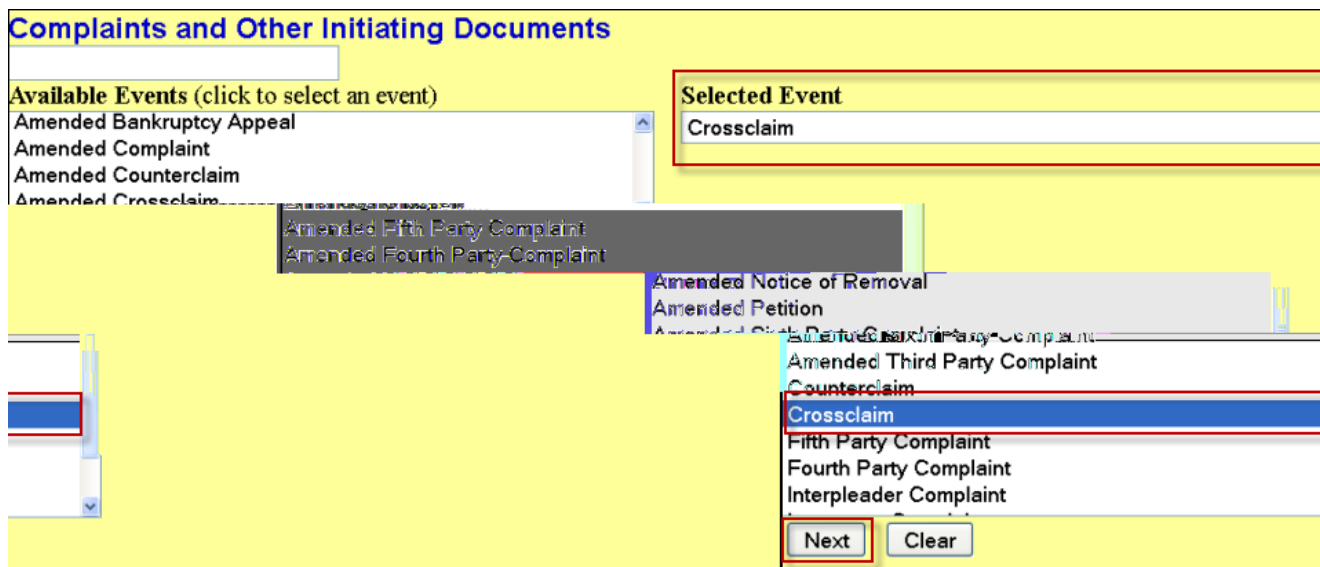 Complaints and Other Initiating Documents
Available Events (click to select an event)
Selected Event
Amended Bankruptcy Appeal
Crossclaim
Amended Complaint
Amended Counterclaim
Amended Crossclaim
Amended Fifth Party Complaint
Amended Fourth Party Complaint
Amended Notice of Removal
Amended Petition
Amended Third Party Complaint
Counterclaim
Crossclaim
Fifth Party Complaint
Fourth Party Complaint
Interpleader Complaint
Next
Clear